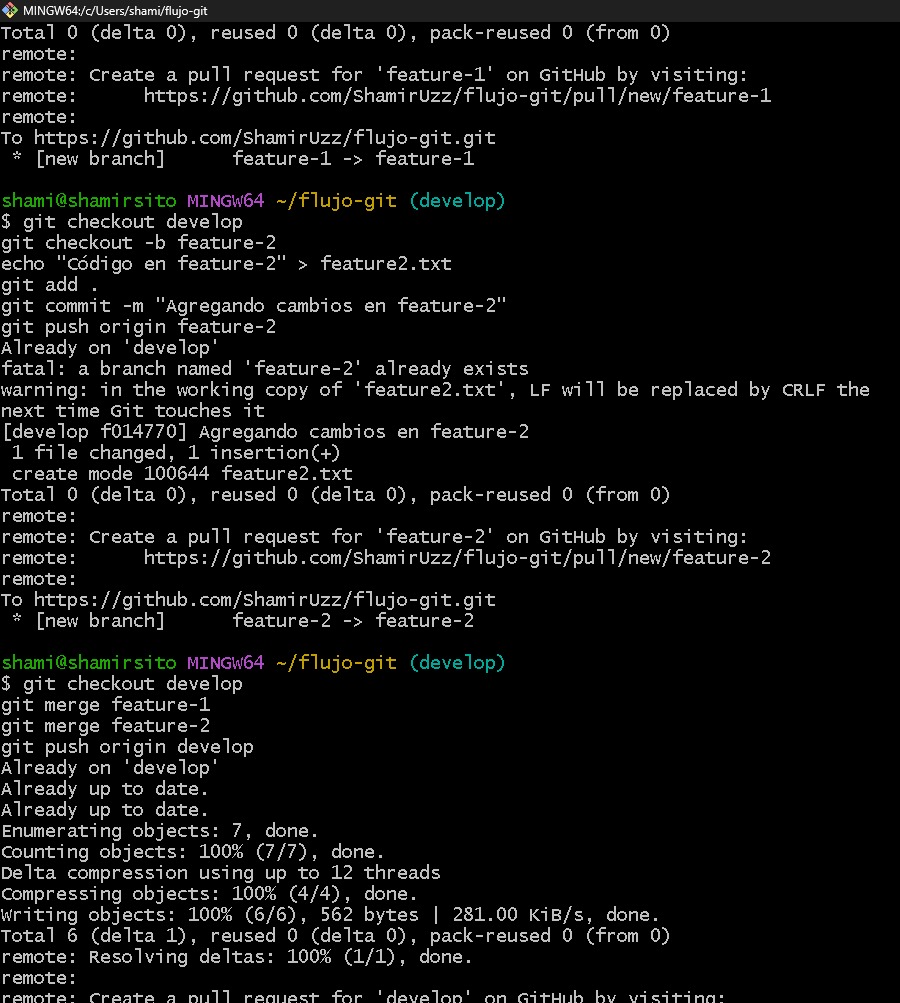 MINGW64:/c/Users/shami/flujo-git
Total 0 (delta 0), reused 0 (delta 0), pack-reused 0 (from 0)
remote:
remote: Create a pull request for 'feature-1' on GitHub by visiting:
remote:      https://github.com/ShamirUzz/flujo-git/pull/new/feature-1
remote:
To https://github.com/ShamirUzz/flujo-git.git
 * [new branch]      feature-1 -> feature-1
shami@shamirsito MINGW64 ~/flujo-git (develop)
$ git checkout develop
git checkout -b feature-2
echo "Código en feature-2" > feature2.txt
git add .
git commit -m "Agregando cambios en feature-2"
git push origin feature-2
Already on 'develop'
fatal: a branch named 'feature-2' already exists
warning: in the working copy of 'feature2.txt', LF will be replaced by CRLF the
next time Git touches it
[develop f014770] Agregando cambios en feature-2
 1 file changed, 1 insertion(+)
 create mode 100644 feature2.txt
Total 0 (delta 0), reused 0 (delta 0), pack-reused 0 (from 0)
remote:
remote: Create a pull request for 'feature-2' on GitHub by visiting:
remote:      https://github.com/ShamirUzz/flujo-git/pull/new/feature-2
remote:
To https://github.com/ShamirUzz/flujo-git.git
 * [new branch]      feature-2 -> feature-2
shami@shamirsito MINGW64 ~/flujo-git (develop)
$ git checkout develop
git merge feature-1
git merge feature-2
git push origin develop
Already on 'develop'
Already up to date.
Already up to date.
Enumerating objects: 7, done.
Counting objects: 100% (7/7), done.
Delta compression using up to 12 threads
Compressing objects: 100% (4/4), done.
Writing objects: 100% (6/6), 562 bytes | 281.00 KiB/s, done.
Total 6 (delta 1), reused 0 (delta 0), pack-reused 0 (from 0)
remote: Resolving deltas: 100% (1/1), done.
remote:
remote: Create a pull request for 'develop' on GitHub by visiting: